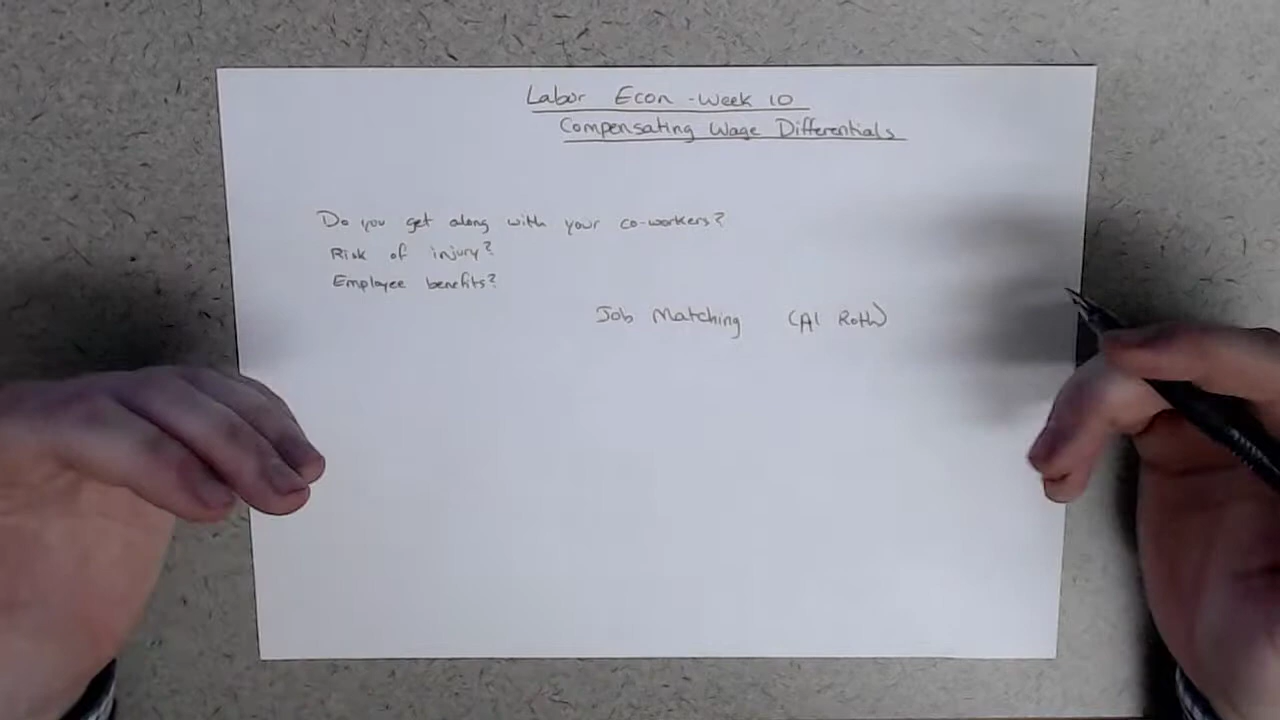 Labor Econ - Week 10
Compensating Wage Differentials
Do you get along with your co-workers?
Risk of injury?
Employee benefits?
Job Matching (Al Roth)